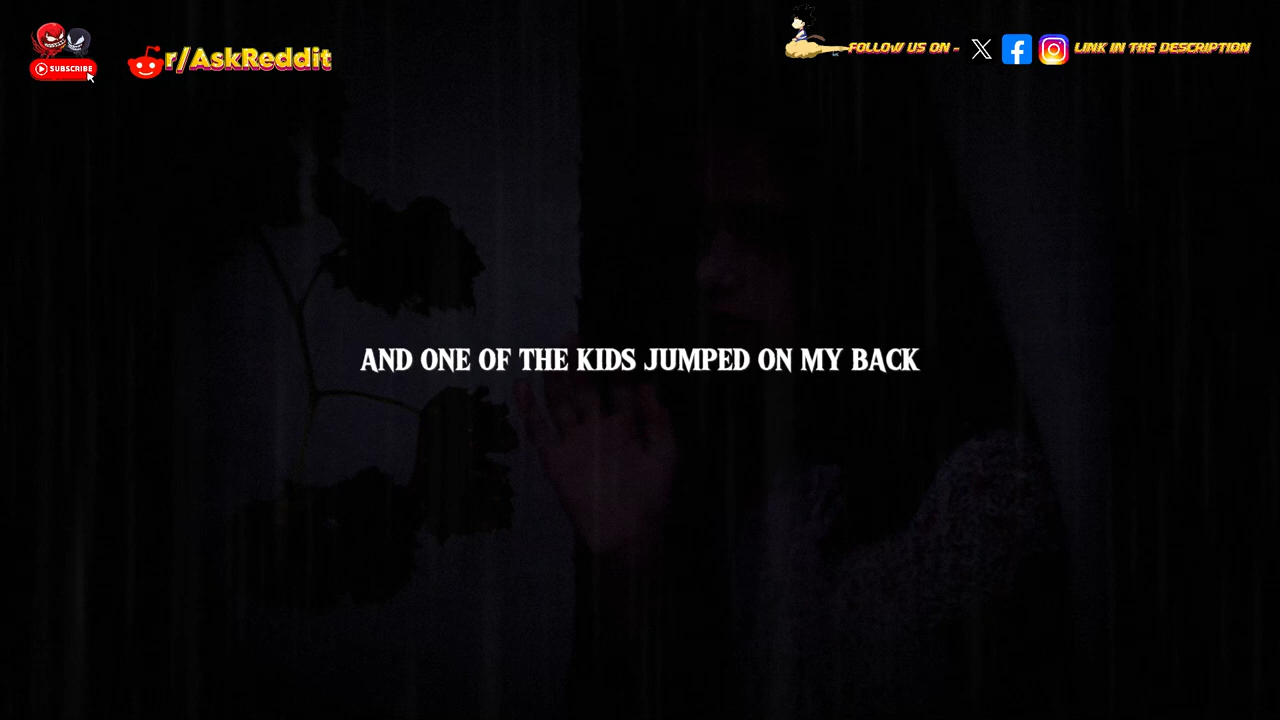 SUBSCRIBE
r/AskReddit
FOLLOW US ON -
LINK IN THE DESCRIPTION
AND ONE OF THE KIDS JUMPED ON MY BACK